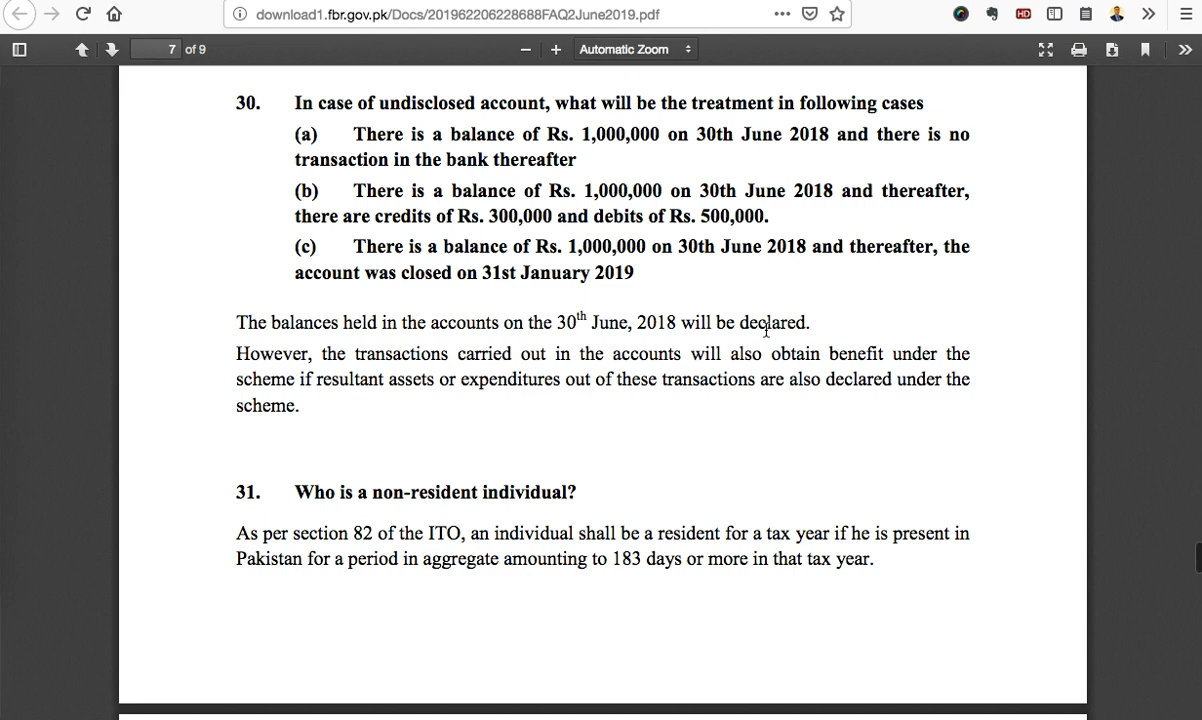 download1.fbr.gov.pk/Docs/201962206228688FAQ2June2019.pdf
HD
7 of 9
Automatic Zoom
30. In case of undisclosed account, what will be the treatment in following cases
(a) There is a balance of Rs. 1,000,000 on 30th June 2018 and there is no
transaction in the bank thereafter
(b) There is a balance of Rs. 1,000,000 on 30th June 2018 and thereafter,
there are credits of Rs. 300,000 and debits of Rs. 500,000.
(c) There is a balance of Rs. 1,000,000 on 30th June 2018 and thereafter, the
account was closed on 31st January 2019
The balances held in the accounts on the 30th June, 2018 will be declared.
However, the transactions carried out in the accounts will also obtain benefit under the
scheme if resultant assets or expenditures out of these transactions are also declared under the
scheme.
31. Who is a non-resident individual?
As per section 82 of the ITO, an individual shall be a resident for a tax year if he is present in
Pakistan for a period in aggregate amounting to 183 days or more in that tax year.